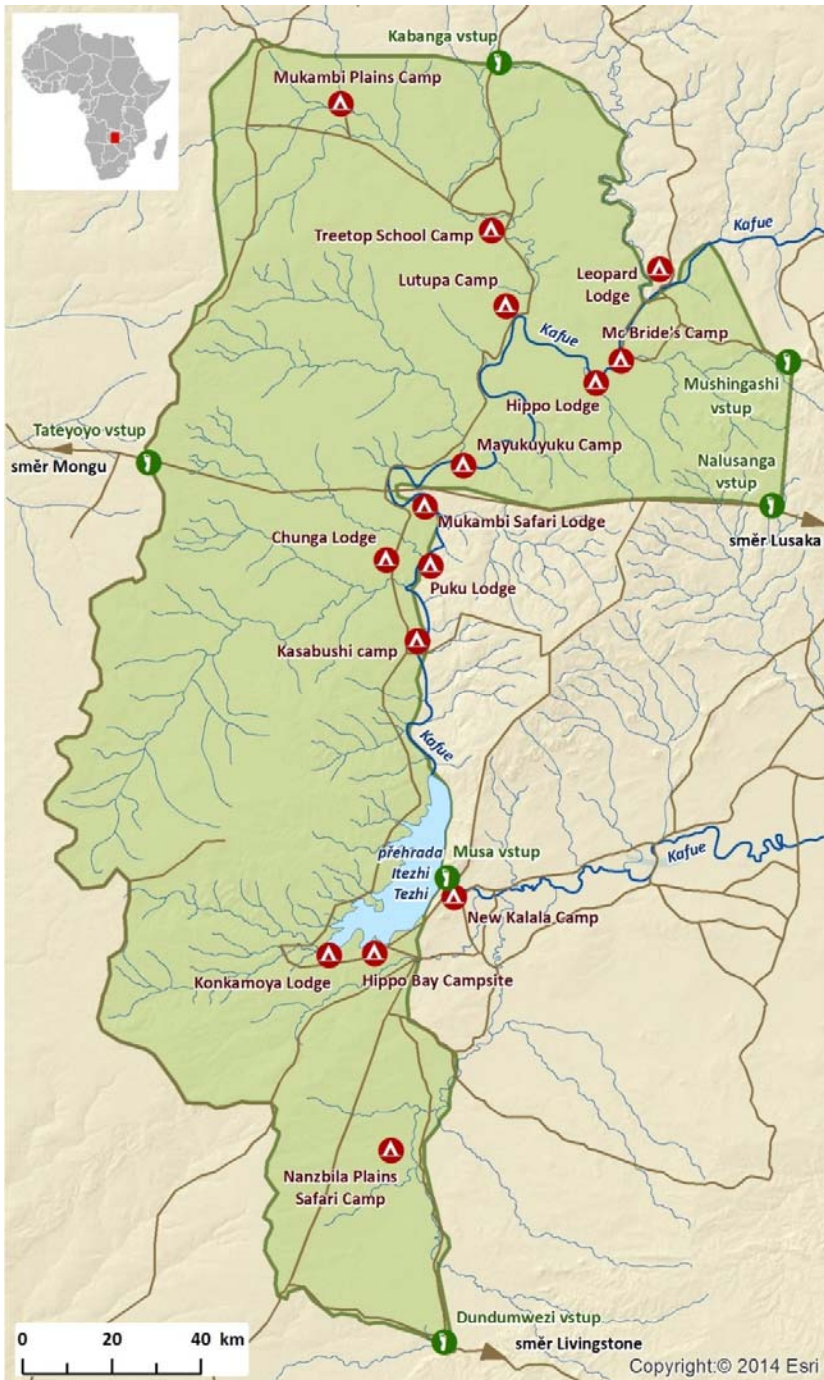 Kabanga vstup
Mukambi Plains Camp
Treetop School Camp
Kafue
Leopard
Lodge
Lutupa Camp
Kafue
Mc Bride's Camp
Hippo Lodge
Mushingashi
vstup
Tateyoyo vstup
směr Mongu
Mayukuyuku Camp
Nalusanga
vstup
Mukambi Safari Lodge
směr Lusaka
Chunga Lodge
Puku Lodge
Kasabushi camp
Kafue
přehrada
Itezhi
Tezhi
Musa vstup
Kafue
New Kalala Camp
Konkamoya Lodge
Hippo Bay Campsite
Nanzbila Plains
Safari Camp
Dundumwezi vstup
směr Livingstone
0 20 40 km
Copyright:© 2014 Esri